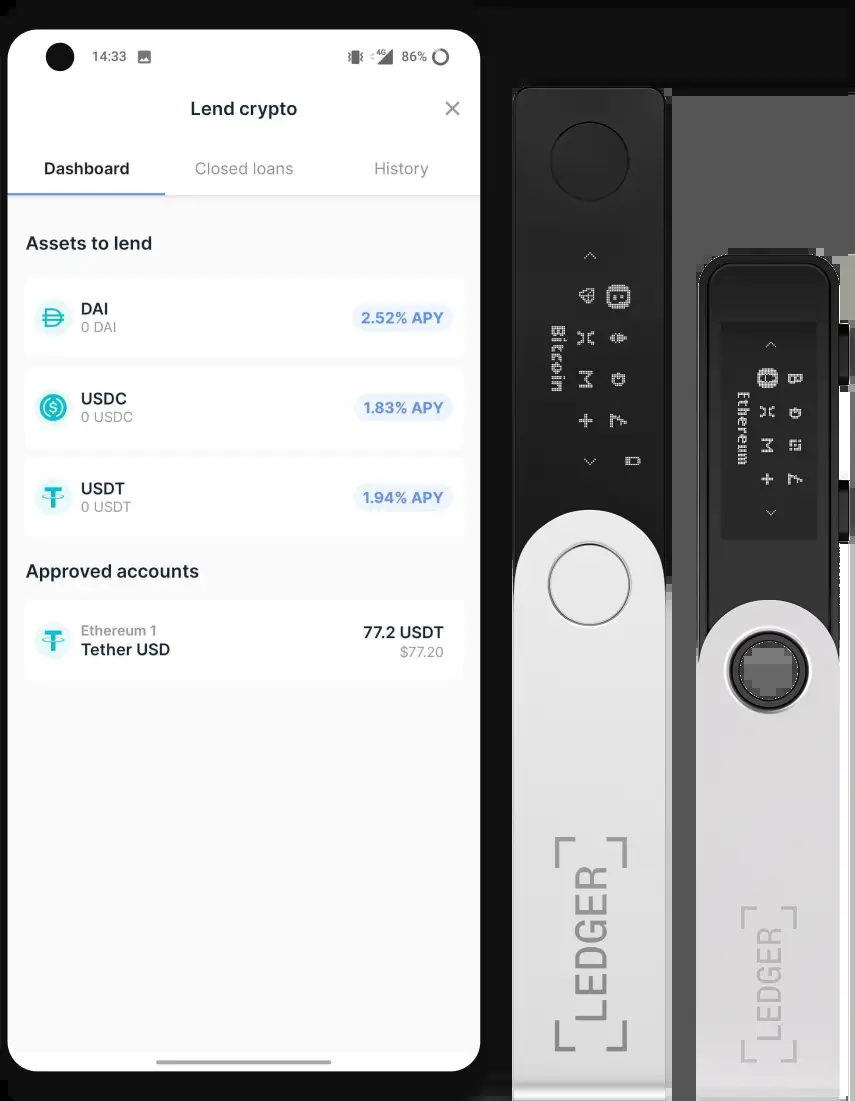 14:33
4G
86%
Lend crypto
Dashboard
Closed loans
History
Assets to lend
DAI
0 DAI
2.52% APY
USDC
0 USDC
1.83% APY
USDT
0 USDT
1.94% APY
Approved accounts
Ethereum 1
Tether USD
77.2 USDT
$77.20
Bitcoin
LEDGER
Ethereum
LEDGER